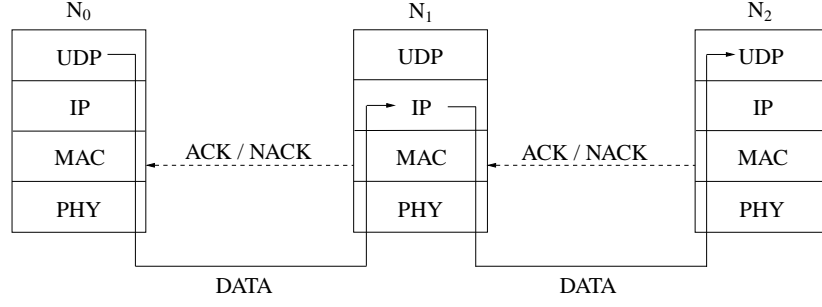 N0 N1 N2
UDP UDP UDP
IP IP IP
ACK / NACK ACK / NACK
MAC MAC MAC
PHY PHY PHY
DATA DATA